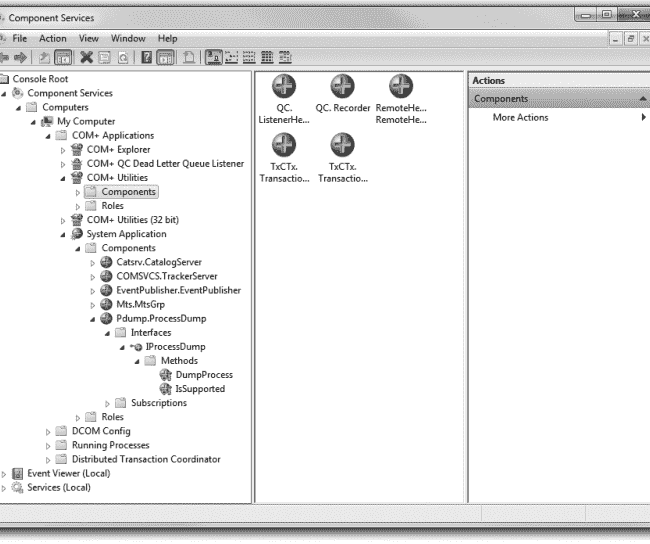 Component Services
File Action View Window Help
Console Root
Component Services
Computers
My Computer
COM+ Applications
COM+ Explorer
COM+ QC Dead Letter Queue Listener
COM+ Utilities
Components
Roles
COM+ Utilities (32 bit)
System Application
Components
Catsrv.CatalogServer
COMSVCS.TrackerServer
EventPublisher.EventPublisher
Mts.MtsGrp
Pdump.ProcessDump
Interfaces
IProcessDump
Methods
DumpProcess
IsSupported
Subscriptions
Roles
DCOM Config
Running Processes
Distributed Transaction Coordinator
Event Viewer (Local)
Services (Local)
QC. ListenerHe...
QC. Recorder
RemoteHe... RemoteHe...
TxCTx. Transactio...
TxCTx. Transactio...
Actions
Components
More Actions